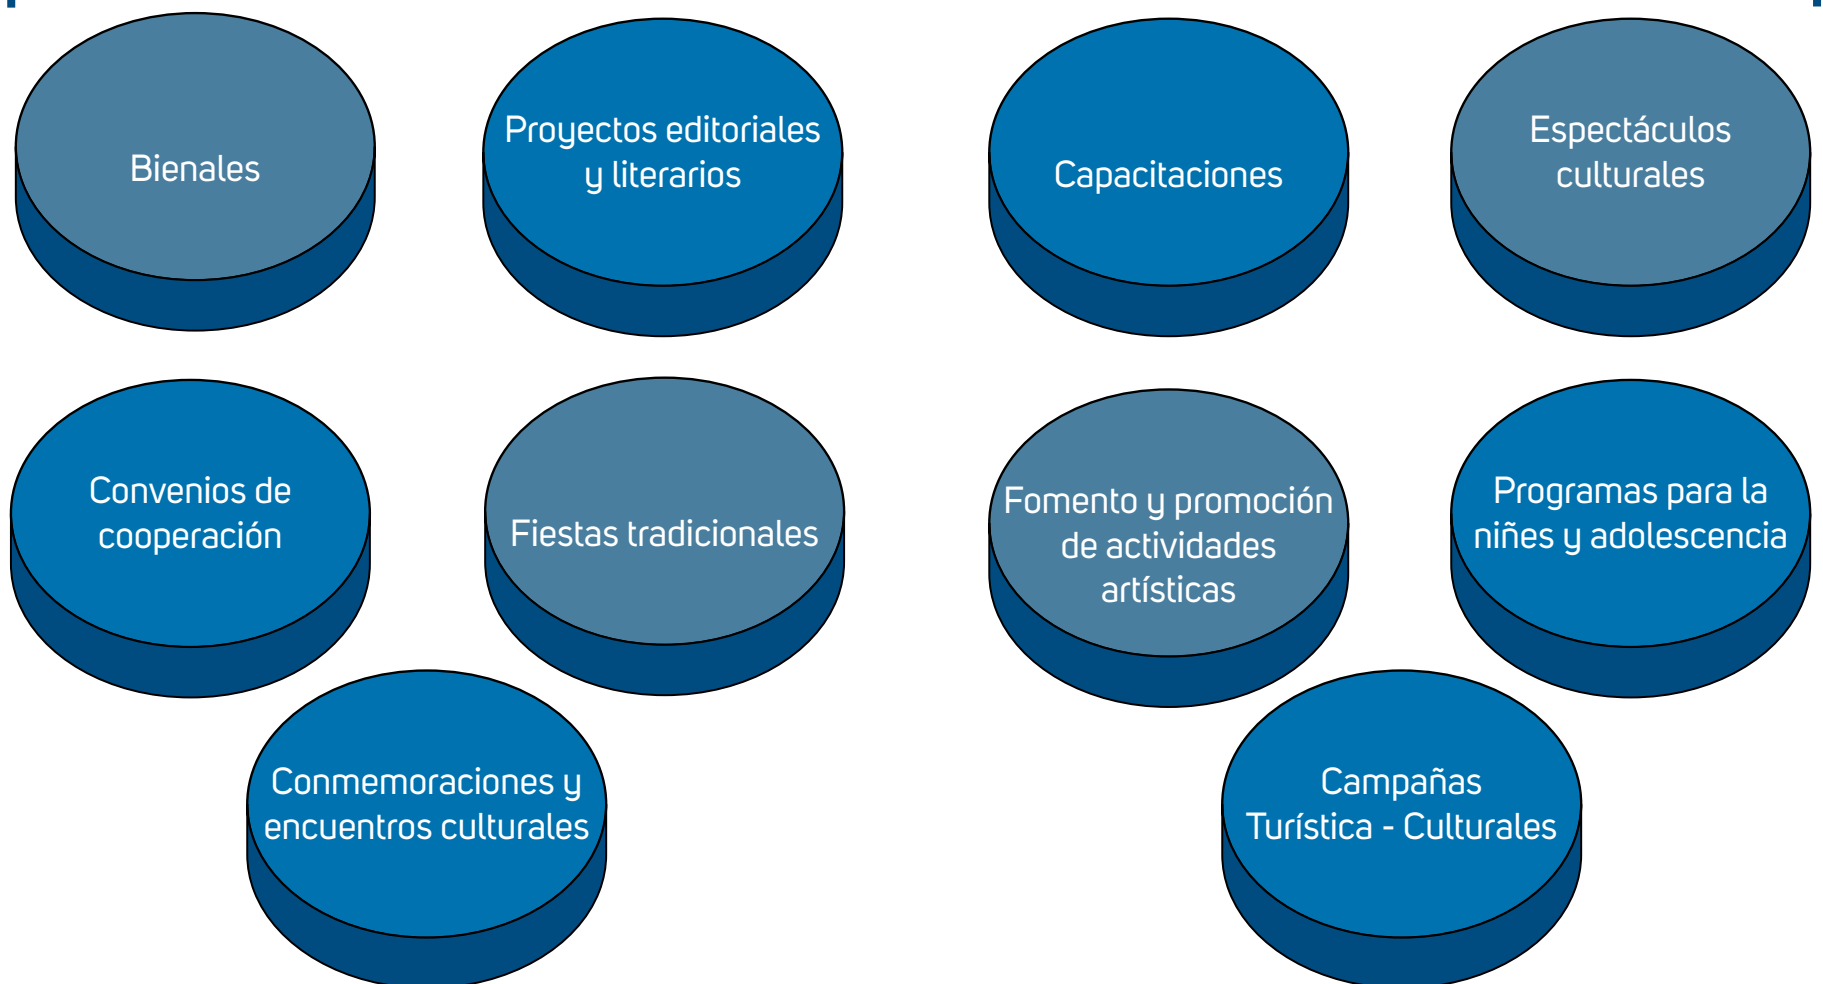 Bienales
Proyectos editoriales
y literarios
Capacitaciones
Espectáculos
culturales
Convenios de
cooperación
Fiestas tradicionales
Fomento y promoción
de actividades
artísticas
Programas para la
niñes y adolescencia
Conmemoraciones y
encuentros culturales
Campañas
Turística - Culturales